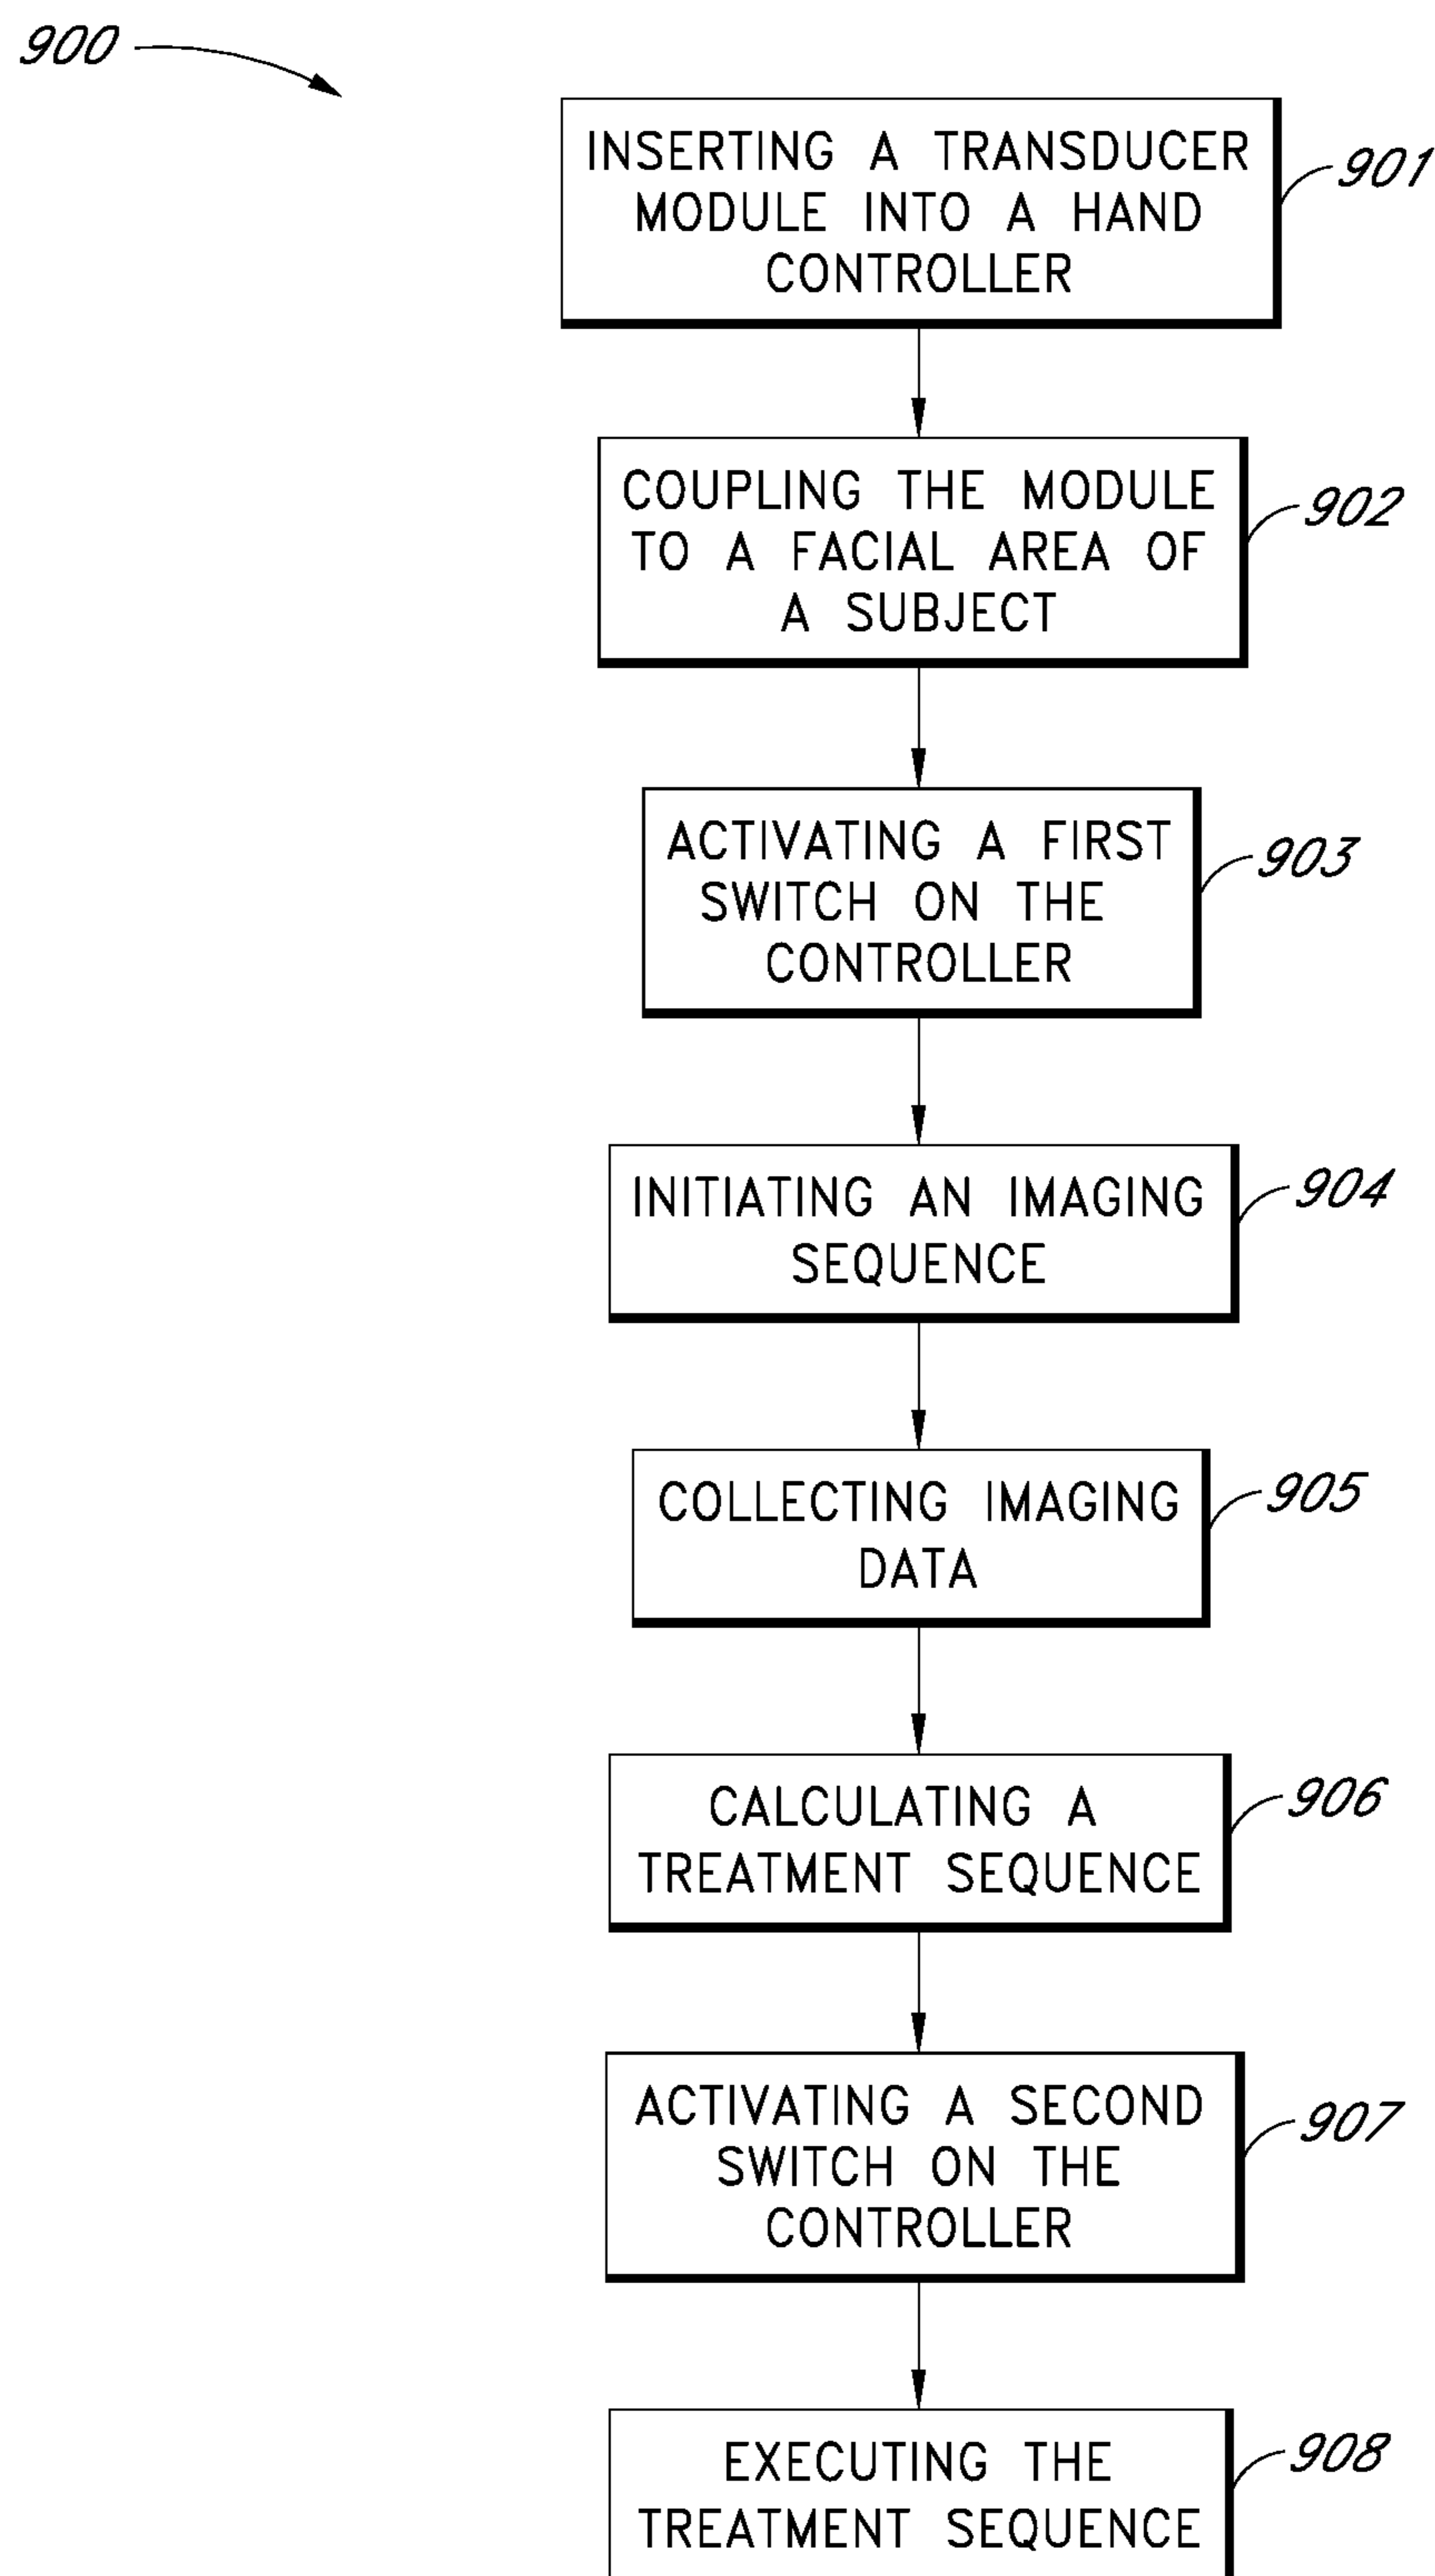 900
INSERTING A TRANSDUCER
MODULE INTO A HAND
CONTROLLER
901
COUPLING THE MODULE
TO A FACIAL AREA OF
A SUBJECT
902
ACTIVATING A FIRST
SWITCH ON THE
CONTROLLER
903
INITIATING AN IMAGING
SEQUENCE
904
COLLECTING IMAGING
DATA
905
CALCULATING A
TREATMENT SEQUENCE
906
ACTIVATING A SECOND
SWITCH ON THE
CONTROLLER
907
EXECUTING THE
TREATMENT SEQUENCE
908